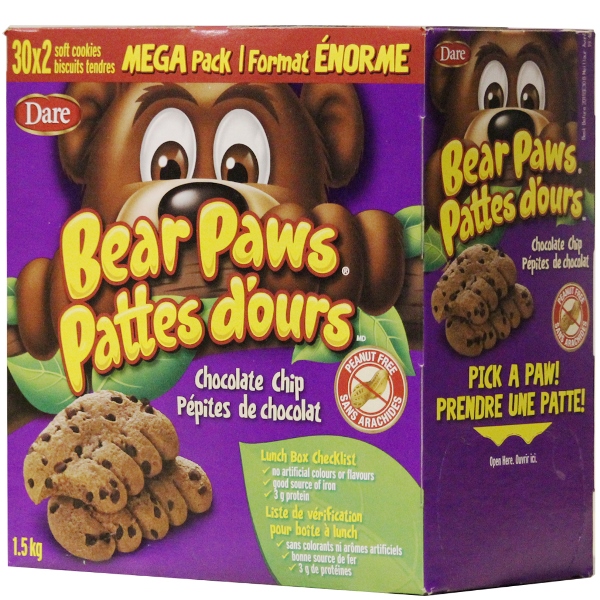 30x2 soft cookies
biscuits tendres
MEGA Pack | Format ÉNORME
Dare
Bear Paws®
Pattes d'ours MD
Chocolate Chip
Pépites de chocolat
PEANUT FREE
SANS ARACHIDES
Lunch Box Checklist
✓ no artificial colours or flavours
✓ good source of iron
✓ 3 g protein
Liste de vérification
pour boîte à lunch
✓ sans colorants ni arômes artificiels
✓ bonne source de fer
✓ 3 g de protéines
1.5 kg
Dare
Bear Paws
Pattes d'ours
Chocolate Chip
Pépites de chocolat
PEANUT FREE
SANS ARACHIDES
PICK A PAW!
PRENDRE UNE PATTE!
Open Here. Ouvrir ici.